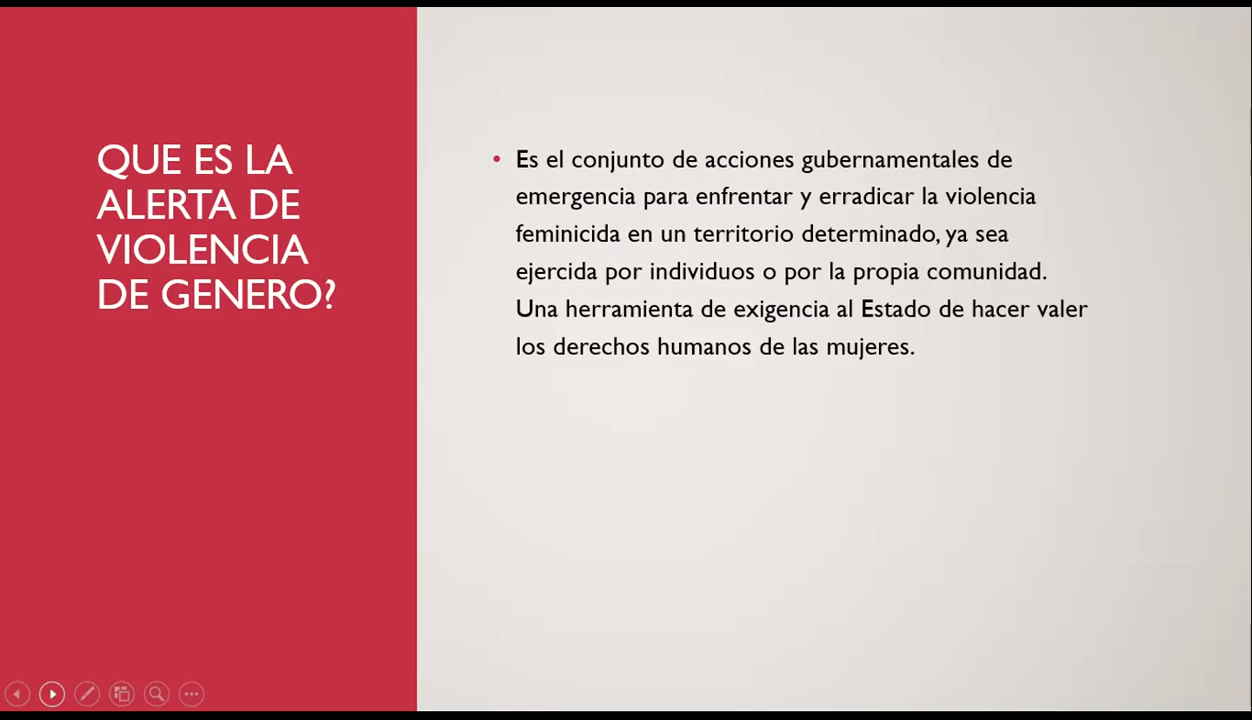 QUE ES LA
ALERTA DE
VIOLENCIA
DE GENERO?
• Es el conjunto de acciones gubernamentales de
emergencia para enfrentar y erradicar la violencia
feminicida en un territorio determinado, ya sea
ejercida por individuos o por la propia comunidad.
Una herramienta de exigencia al Estado de hacer valer
los derechos humanos de las mujeres.